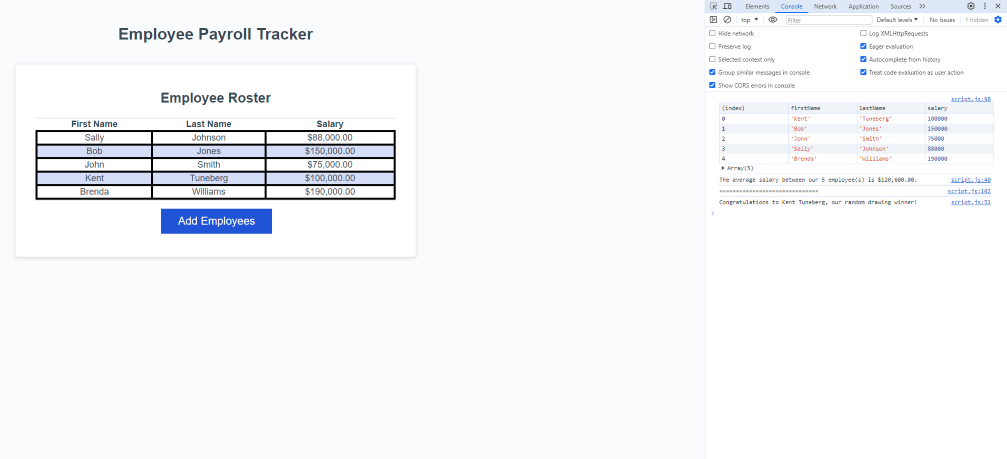 Employee Payroll Tracker
Employee Roster
First Name Last Name Salary
Sally Johnson $88,000.00
Bob Jones $150,000.00
John Smith $75,000.00
Kent Tuneberg $100,000.00
Brenda Williams $190,000.00
Add Employees
Elements Console Network Application Sources
top Filter Default levels No Issues 1 hidden
Hide network Log XMLHttpRequests
Preserve log Eager evaluation
Selected context only Autocomplete from history
Group similar messages in console Treat code evaluation as user action
Show CORS errors in console
script.js:98
(index) firstName lastName salary
0 'Kent' 'Tuneberg' 100000
1 'Bob' 'Jones' 150000
2 'John' 'Smith' 75000
3 'Sally' 'Johnson' 88000
4 'Brenda' 'Williams' 190000
Array(5)
The average salary between our 5 employee(s) is $120,600.00. script.js:40
============================== script.js:102
Congratulations to Kent Tuneberg, our random drawing winner! script.js:51